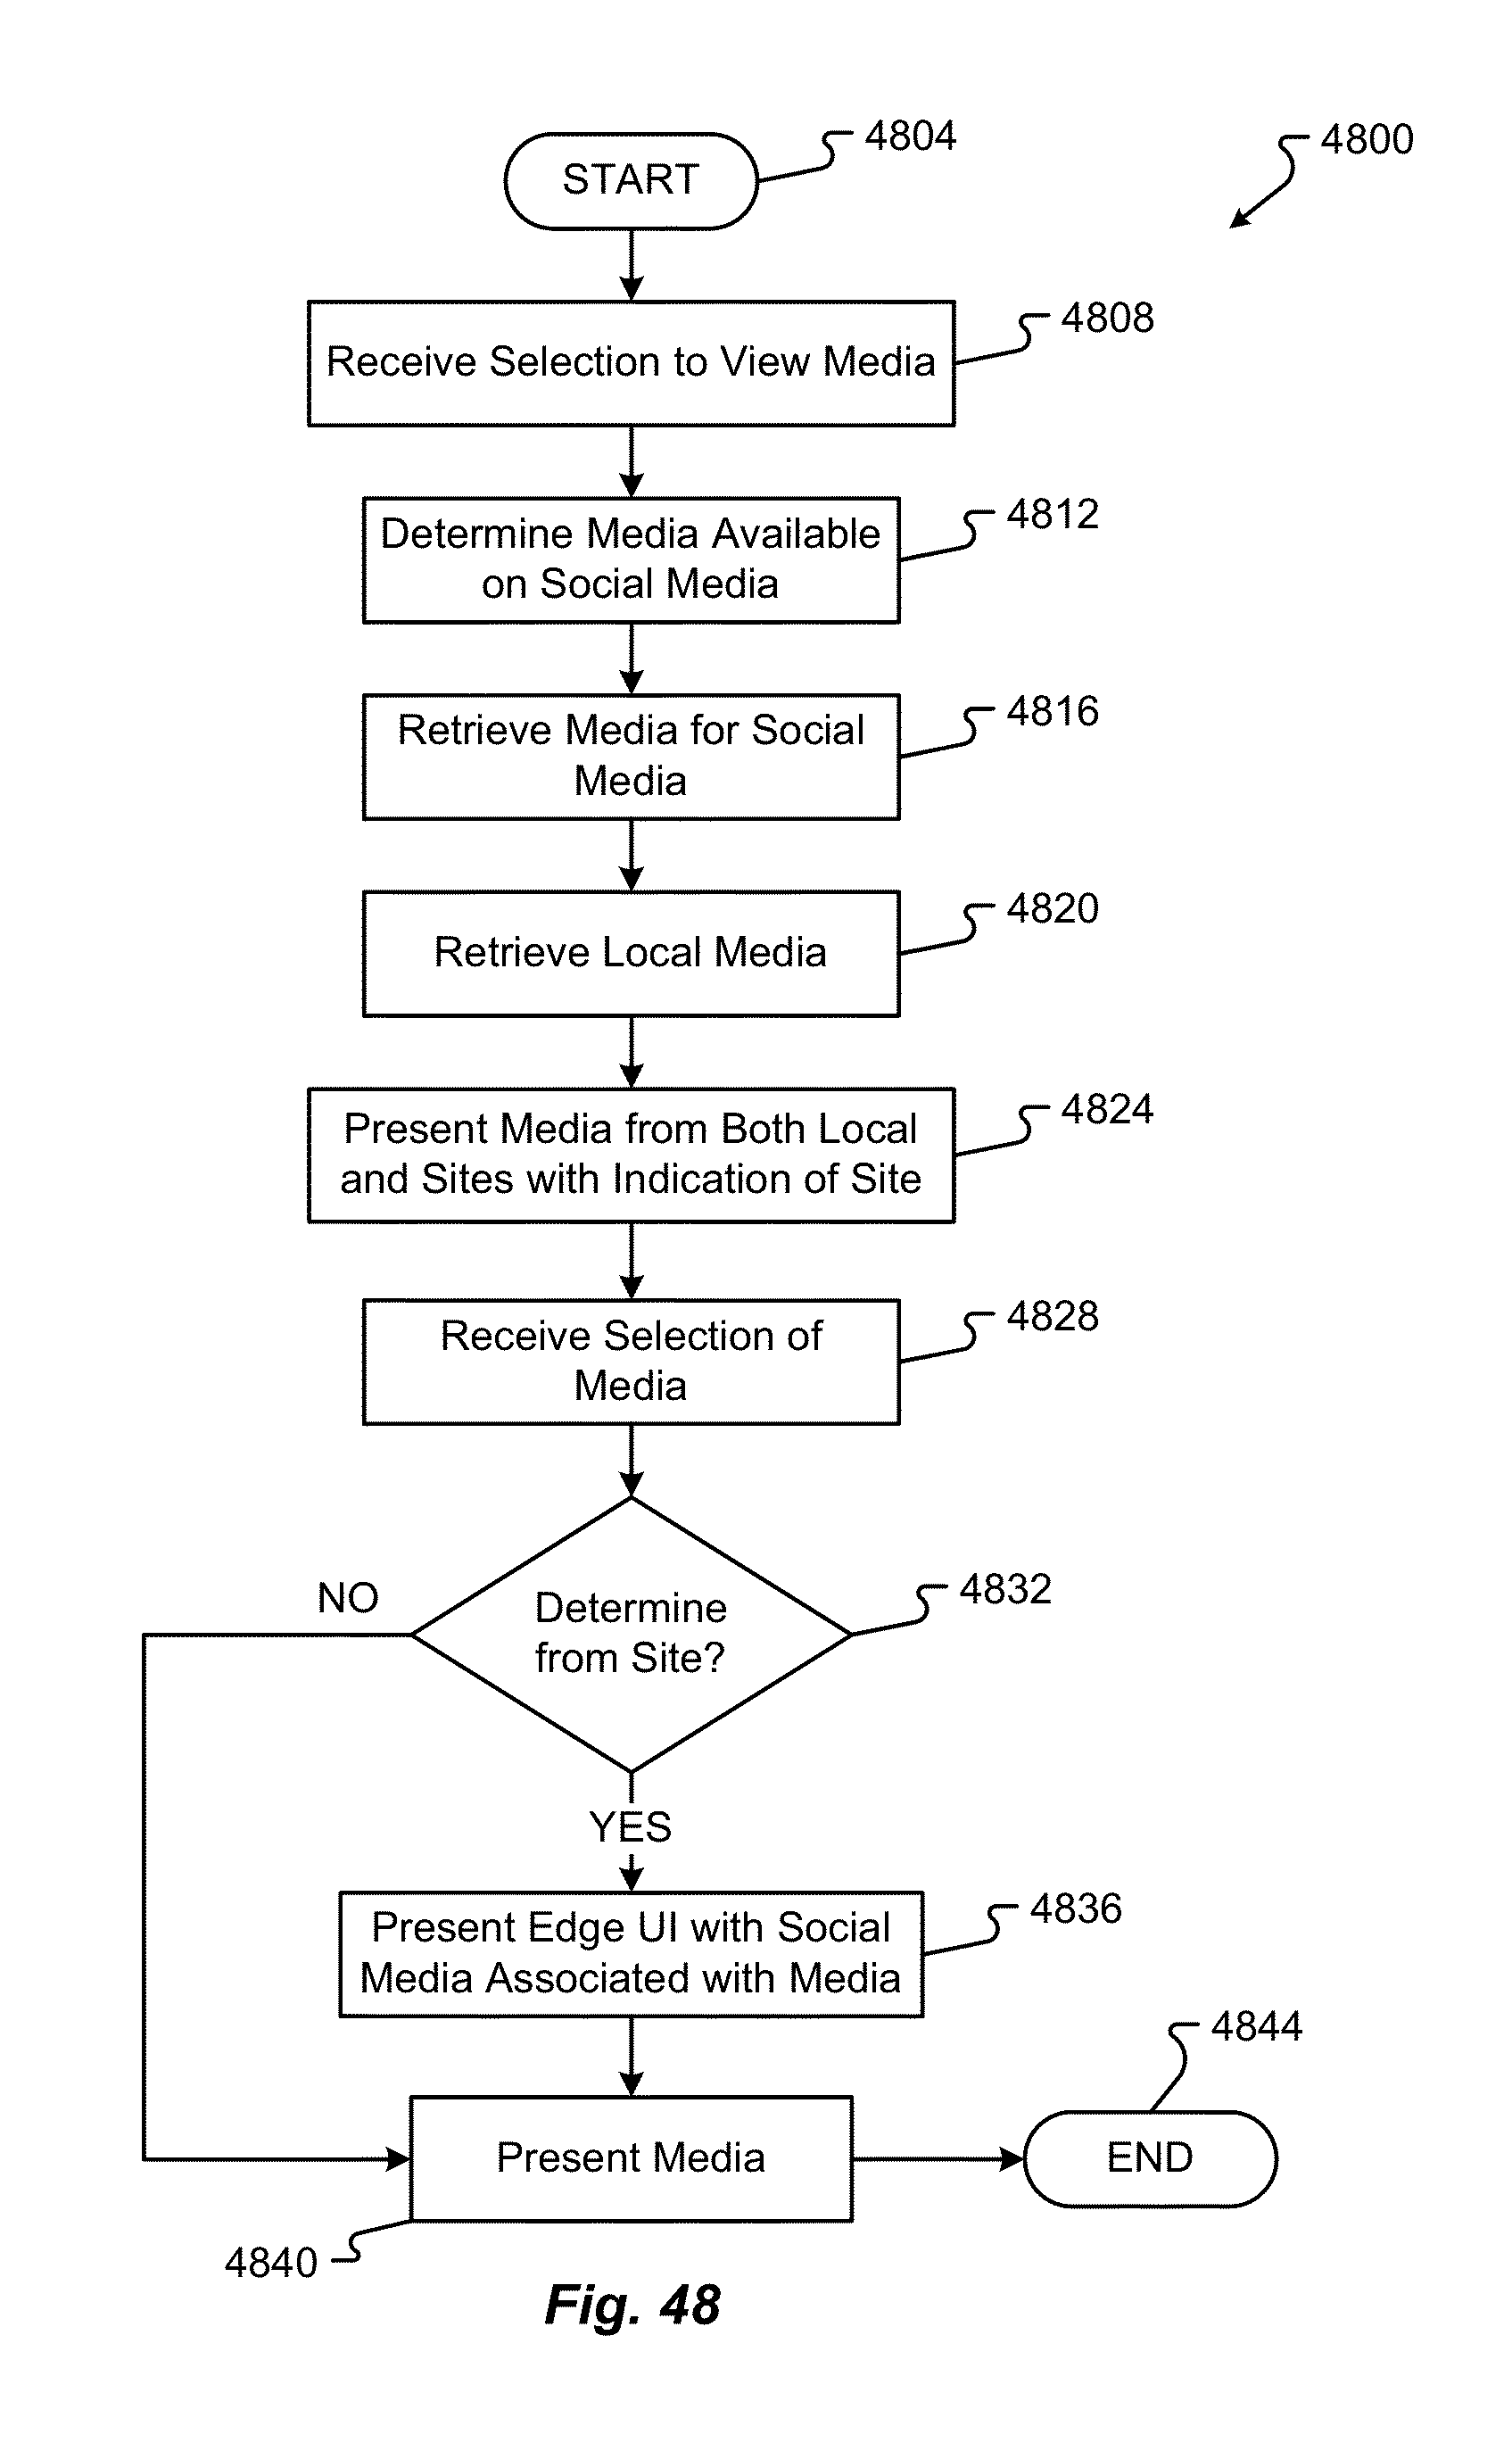 START
4804
4800
Receive Selection to View Media
4808
Determine Media Available
on Social Media
4812
Retrieve Media for Social
Media
4816
Retrieve Local Media
4820
Present Media from Both Local
and Sites with Indication of Site
4824
Receive Selection of
Media
4828
NO
Determine
from Site?
4832
YES
Present Edge UI with Social
Media Associated with Media
4836
Present Media
4840
END
4844
Fig. 48